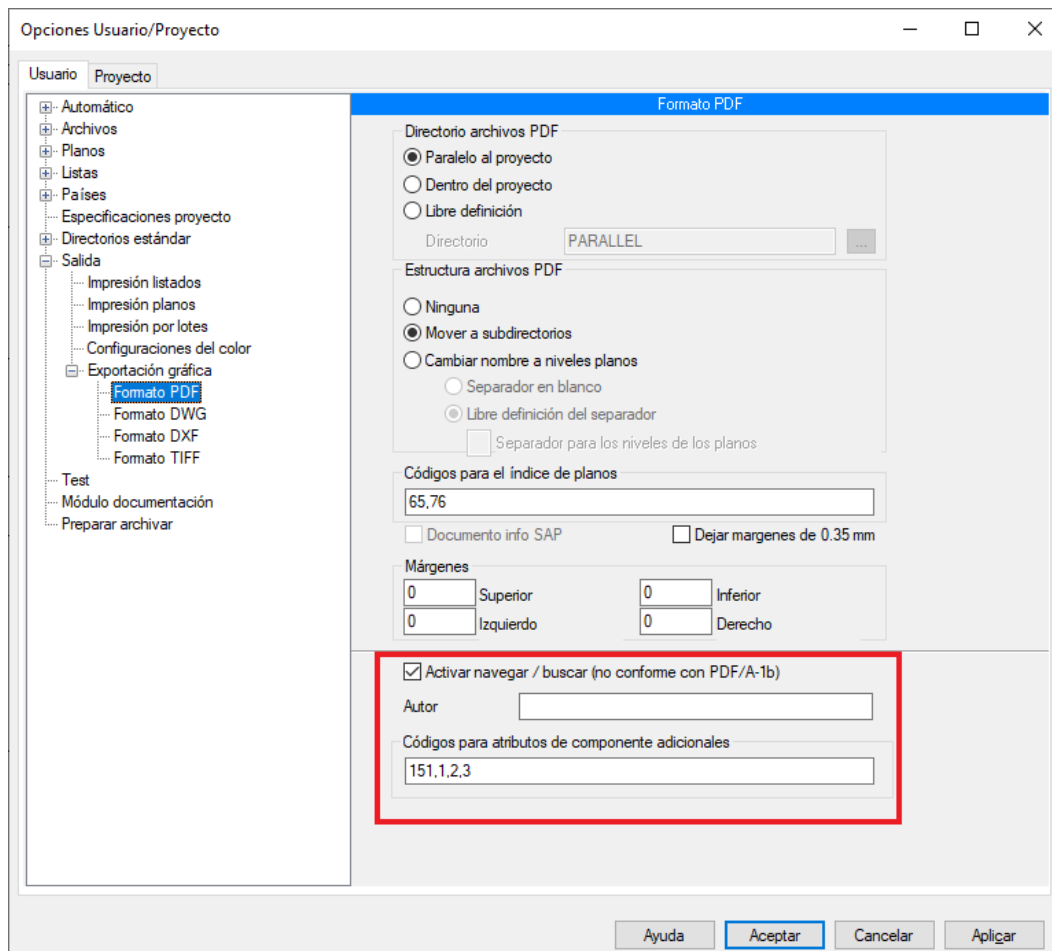 Opciones Usuario/Proyecto
Usuario Proyecto
Automático
Archivos
Planos
Listas
Países
Especificaciones proyecto
Directorios estándar
Salida
Impresión listados
Impresión planos
Impresión por lotes
Configuraciones del color
Exportación gráfica
Formato PDF
Formato DWG
Formato DXF
Formato TIFF
Test
Módulo documentación
Preparar archivar
Formato PDF
Directorio archivos PDF
Paralelo al proyecto
Dentro del proyecto
Libre definición
Directorio PARALLEL ...
Estructura archivos PDF
Ninguna
Mover a subdirectorios
Cambiar nombre a niveles planos
Separador en blanco
Libre definición del separador
Separador para los niveles de los planos
Códigos para el índice de planos
65,76
Documento info SAP Dejar margenes de 0.35 mm
Márgenes
0 Superior 0 Inferior
0 Izquierdo 0 Derecho
Activar navegar / buscar (no conforme con PDF/A-1b)
Autor
Códigos para atributos de componente adicionales
151,1,2,3
Ayuda Aceptar Cancelar Aplicar